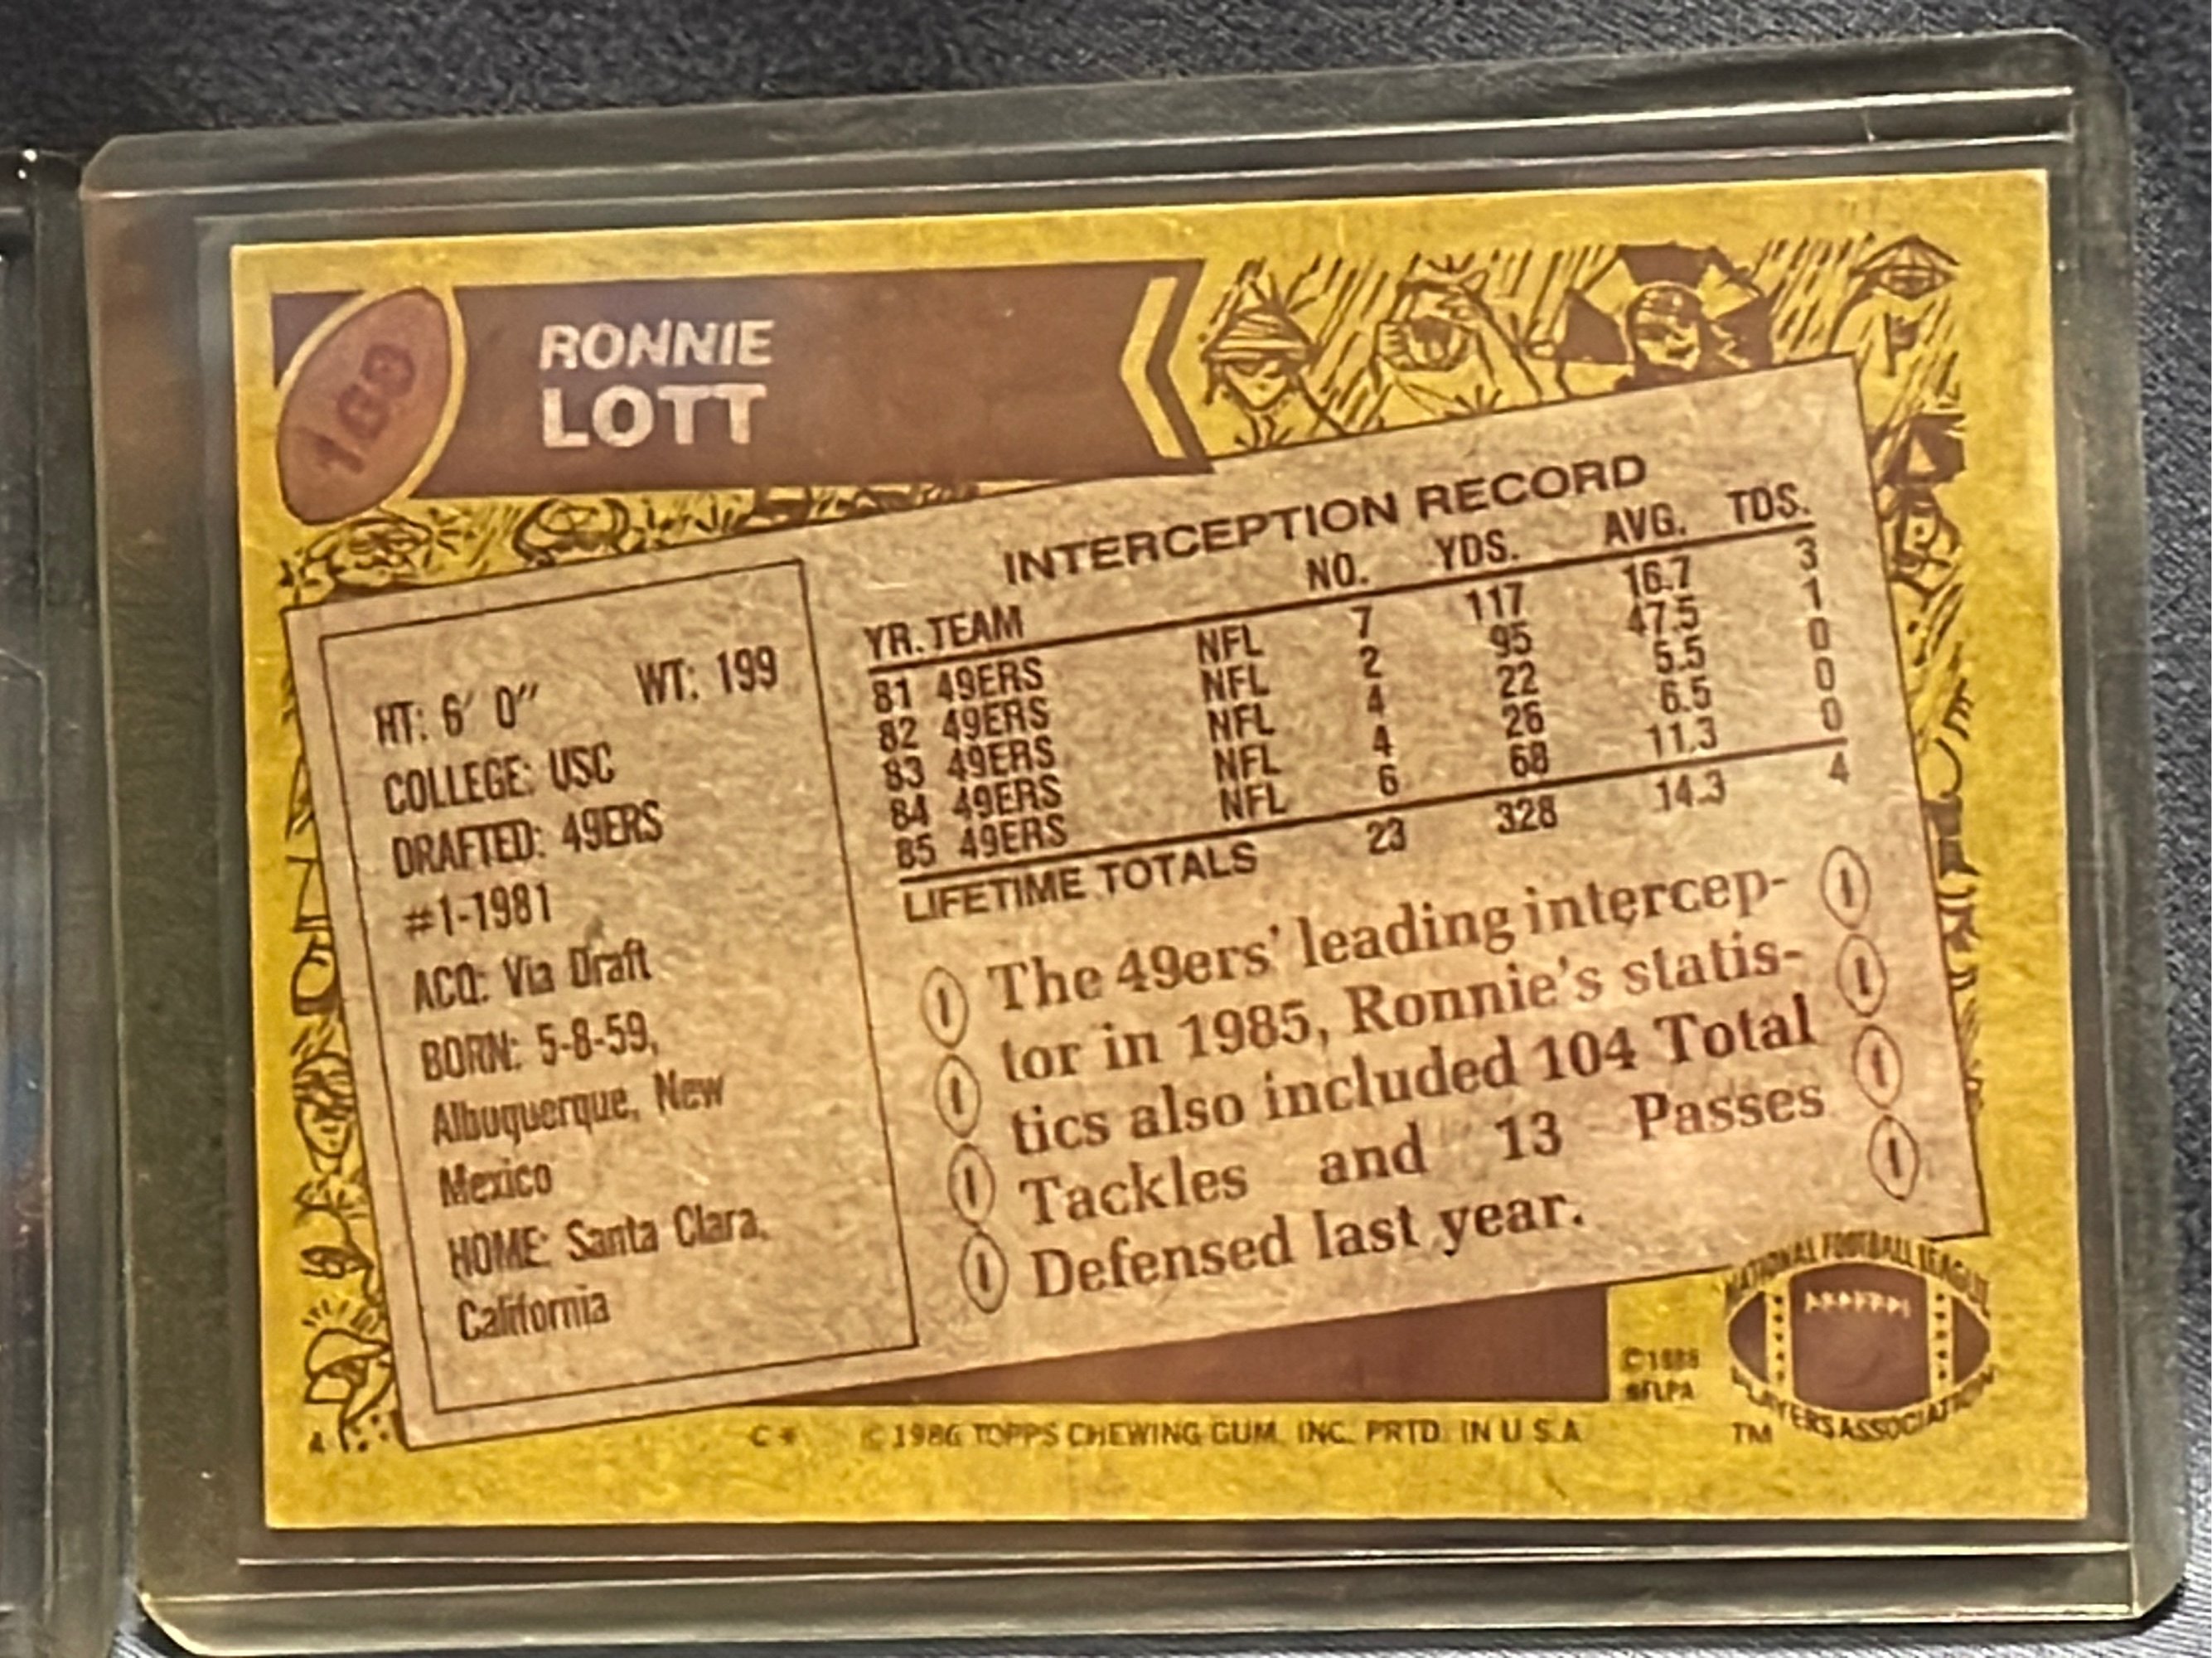 RONNIE
LOTT
HT: 6' 0" WT: 199
COLLEGE: USC
DRAFTED: 49ERS
#1-1981
ACQ: Via Draft
BORN: 5-8-59,
Albuquerque, New
Mexico
HOME: Santa Clara,
California
INTERCEPTION RECORD
YR. TEAM NO. YDS. AVG. TDS.
81 49ERS NFL 7 117 16.7 3
82 49ERS NFL 2 95 47.5 1
83 49ERS NFL 4 22 5.5 0
84 49ERS NFL 4 26 6.5 0
85 49ERS NFL 6 68 11.3 0
LIFETIME TOTALS 23 328 14.3 4
The 49ers' leading intercep-
tor in 1985, Ronnie's statis-
tics also included 104 Total
Tackles and 13 Passes
Defensed last year.
NATIONAL FOOTBALL LEAGUE
PLAYERS ASSOCIATION
TM
C* © 1986 TOPPS CHEWING GUM, INC. PRTD. IN U.S.A.